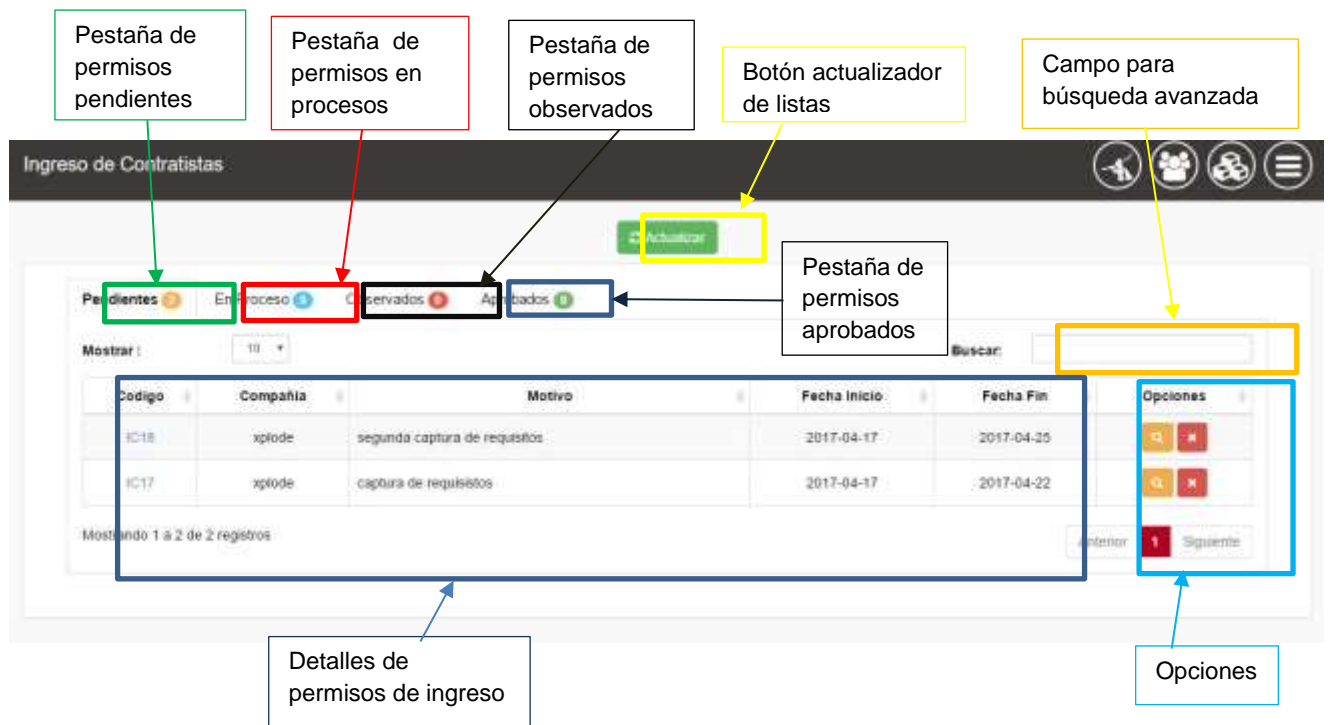 Pestaña de
permisos
pendientes
Pestaña de
permisos en
procesos
Pestaña de
permisos
observados
Botón actualizador
de listas
Campo para
búsqueda avanzada
Ingreso de Contratistas
Actualizar
Pestaña de
permisos
aprobados
Pendientes 2 En Proceso Observados Aprobados
Mostrar : 10 Buscar:
Codigo Compañia Motivo Fecha Inicio Fecha Fin Opciones
IC18 xplode segunda captura de requisitos 2017-04-17 2017-04-25
IC17 xplode captura de requisistos 2017-04-17 2017-04-22
Mostrando 1 a 2 de 2 registros Anterior 1 Siguiente
Detalles de
permisos de ingreso
Opciones